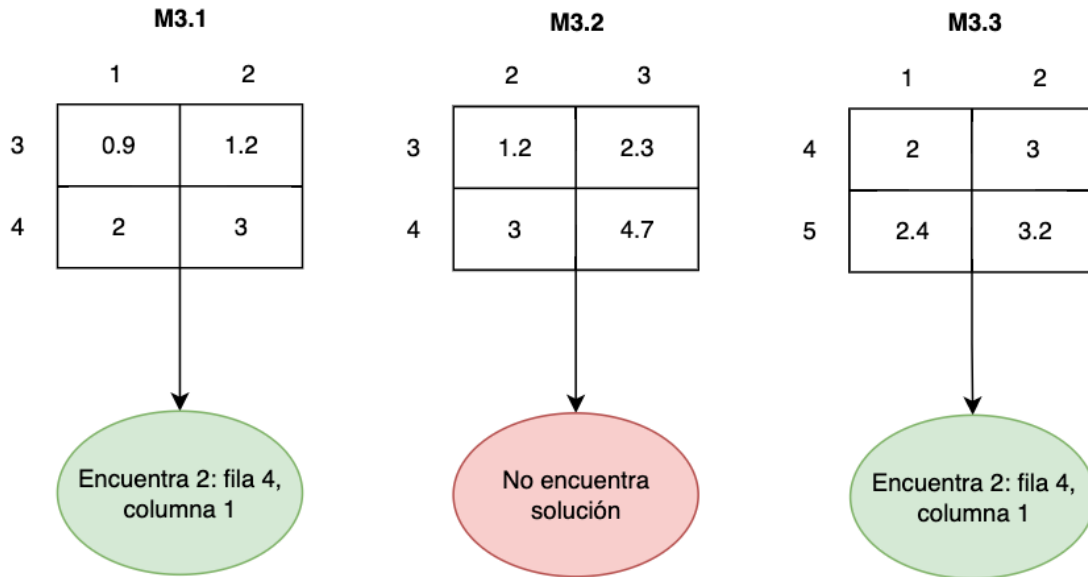 M3.1
1 2
3 0.9 1.2
4 2 3
Encuentra 2: fila 4,
columna 1
M3.2
2 3
3 1.2 2.3
4 3 4.7
No encuentra
solución
M3.3
1 2
4 2 3
5 2.4 3.2
Encuentra 2: fila 4,
columna 1